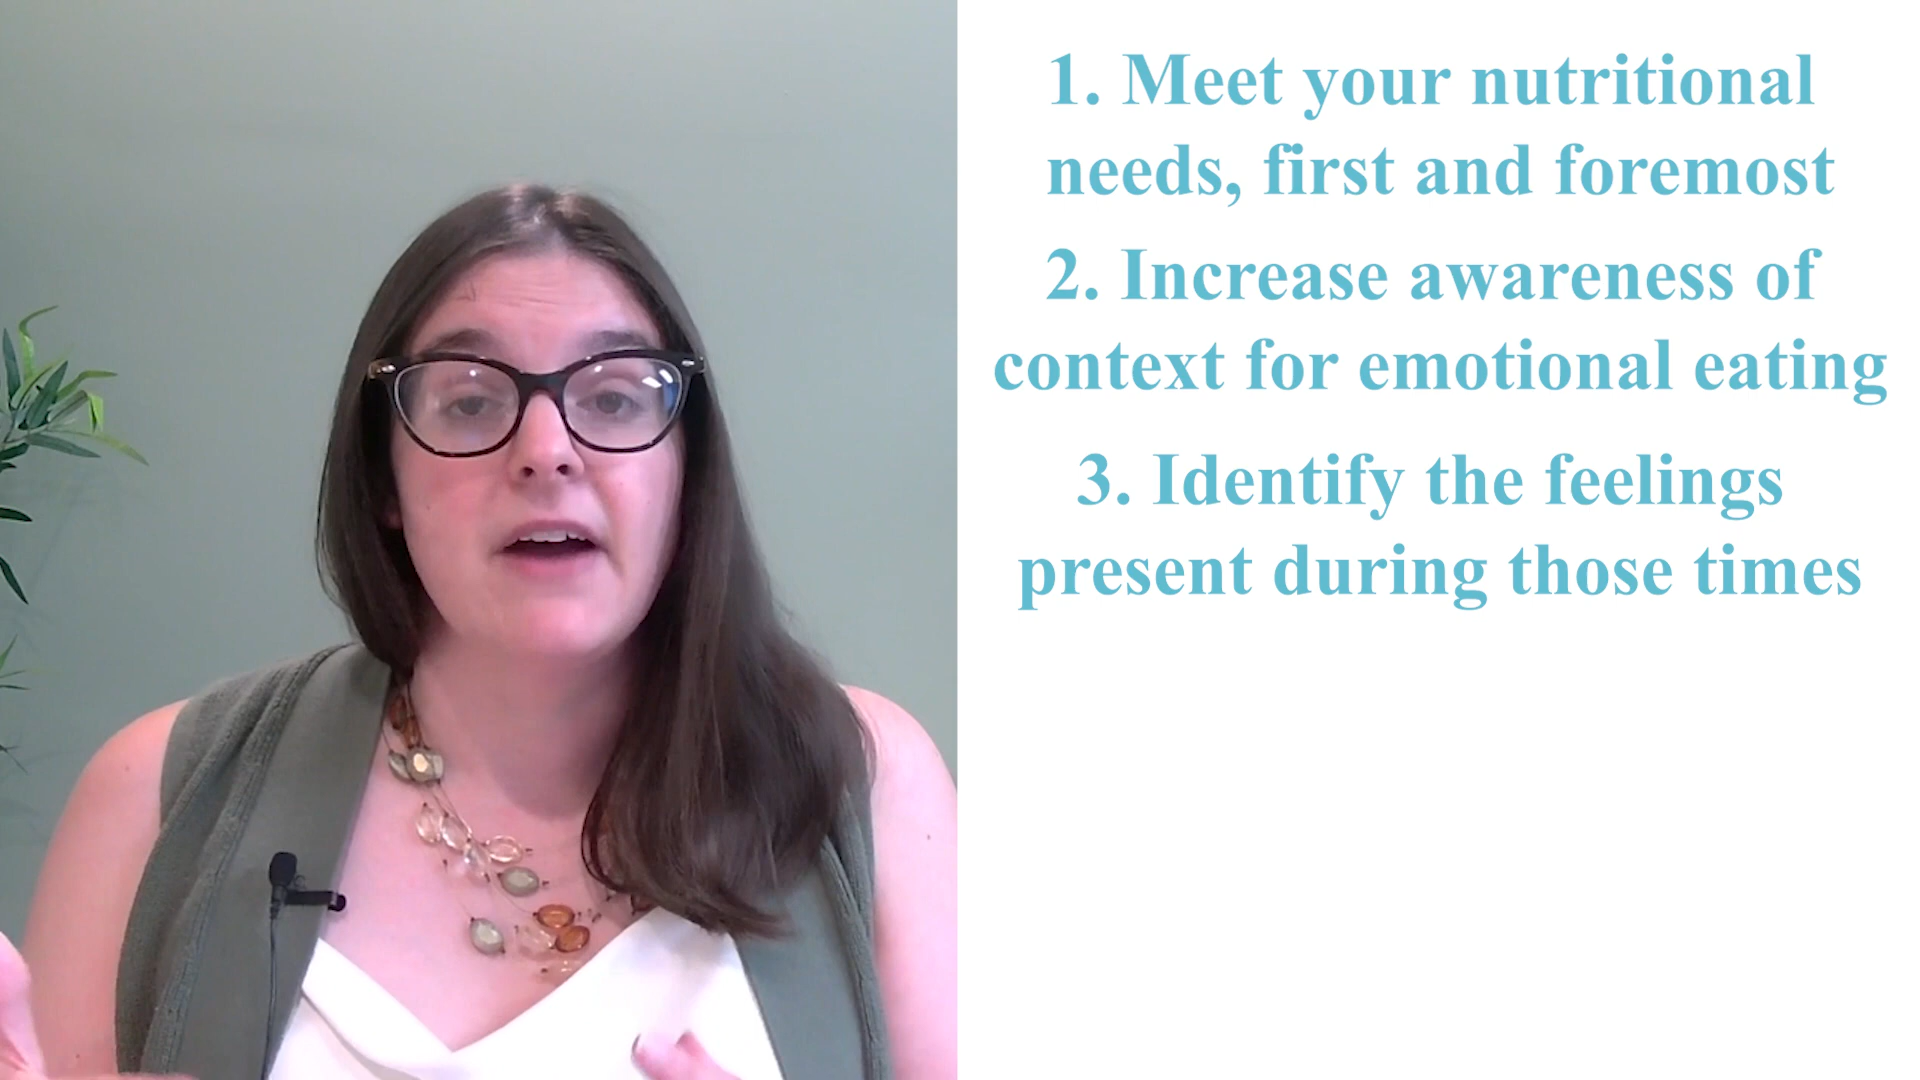 1. Meet your nutritional
needs, first and foremost
2. Increase awareness of
context for emotional eating
3. Identify the feelings
present during those times